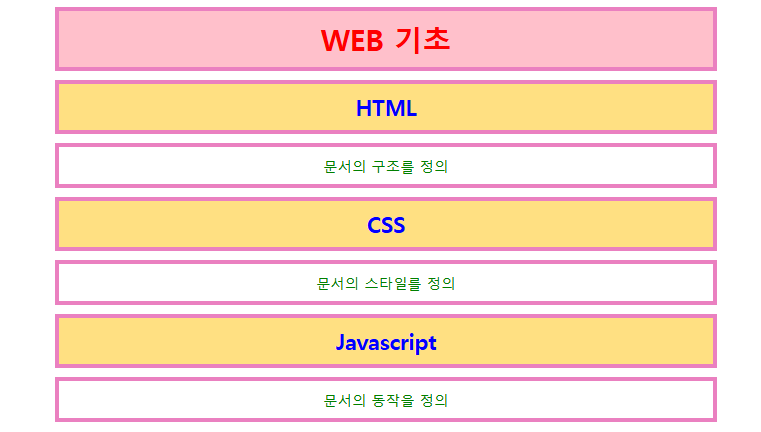 WEB 기초
HTML
문서의 구조를 정의
CSS
문서의 스타일를 정의
Javascript
문서의 동작을 정의